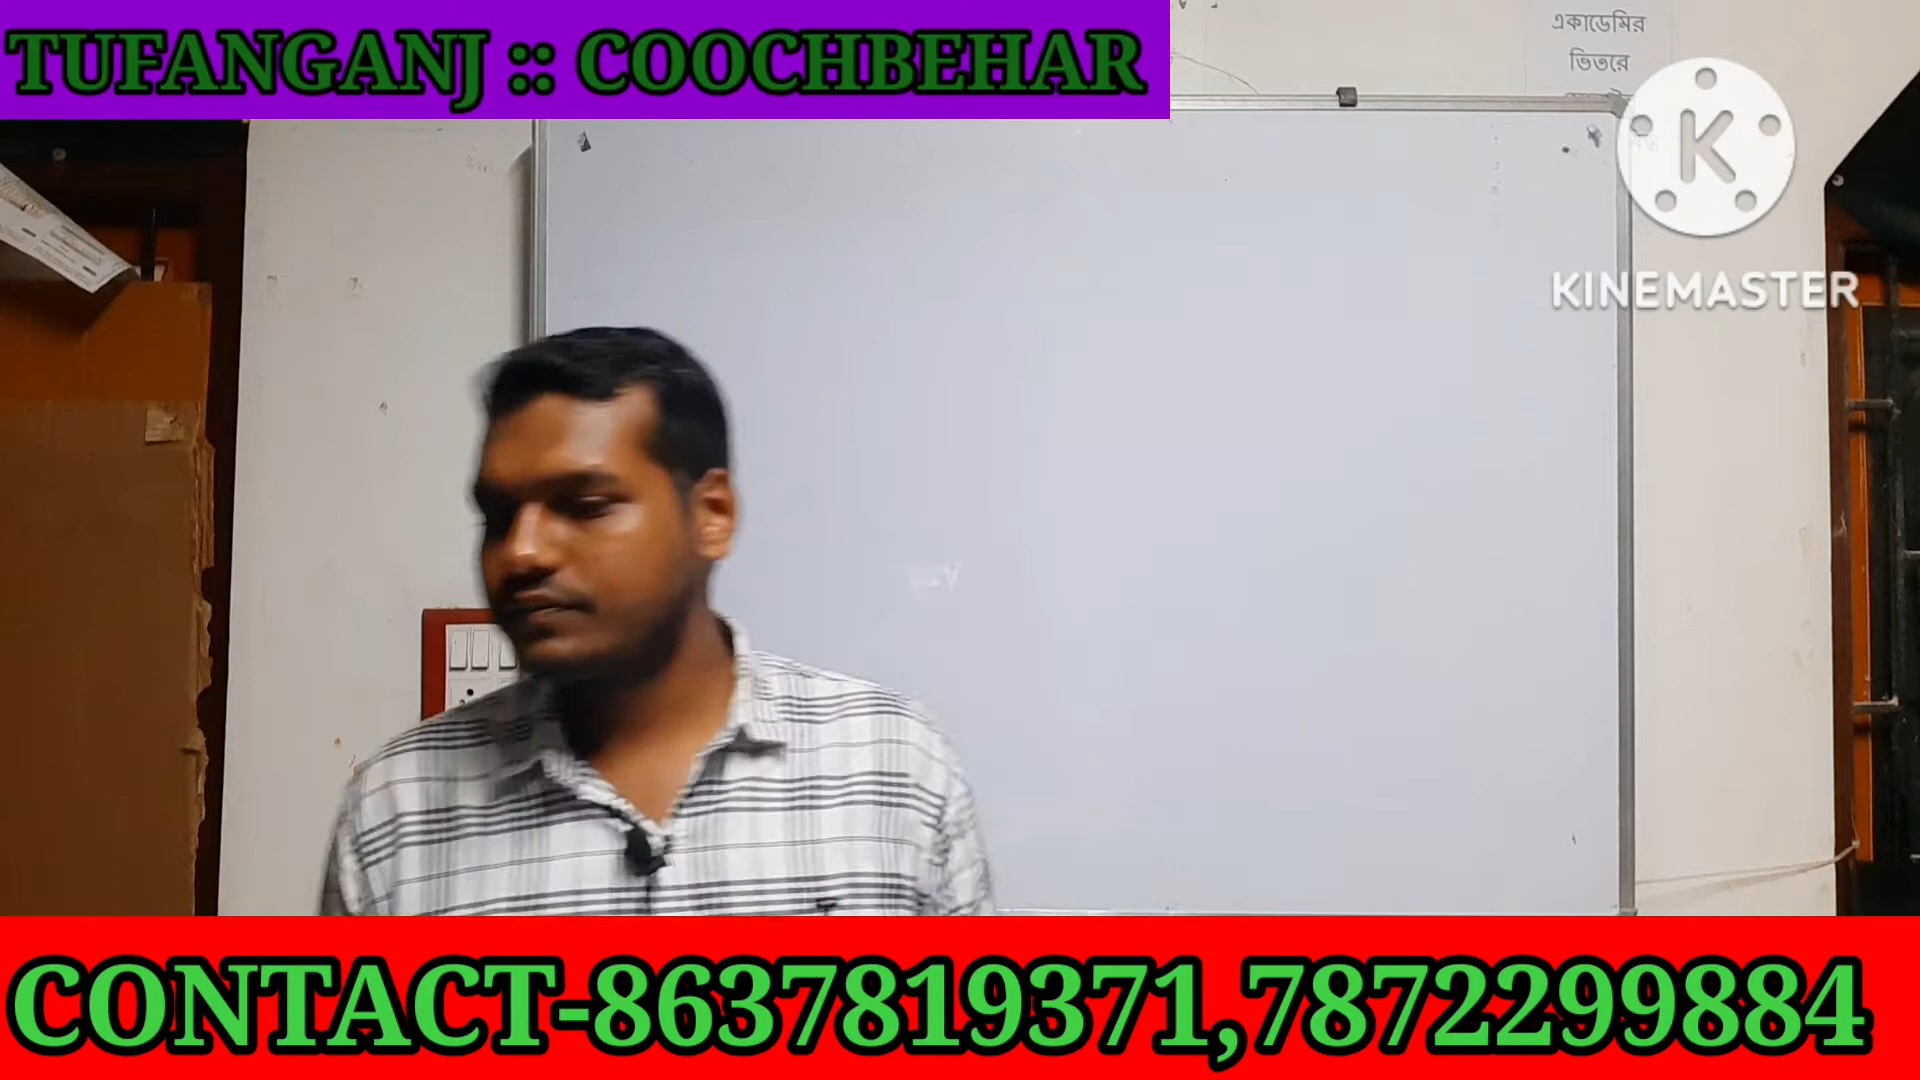 TUFANGANJ :: COOCHBEHAR
একাডেমির
ভিতরে
K
KINEMASTER
CONTACT-8637819371,7872299884